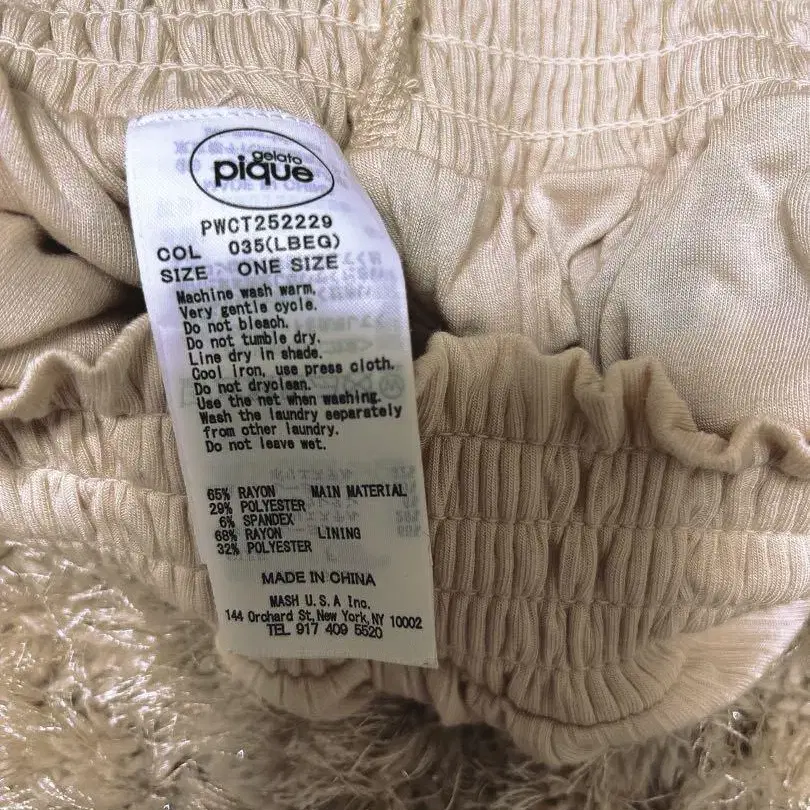 gelato
pique
PWCT252229
COL 035(LBEG)
SIZE ONE SIZE
Machine wash warm.
Very gentle cycle.
Do not bleach.
Do not tumble dry.
Line dry in shade.
Cool iron, use press cloth.
Do not dryclean.
Use the net when washing.
Wash the laundry separately
from other laundry.
Do not leave wet.
65% RAYON MAIN MATERIAL
29% POLYESTER
6% SPANDEX
68% RAYON LINING
32% POLYESTER
MADE IN CHINA
MASH U.S.A Inc.
144 Orchard St, New York, NY 10002
TEL 917 409 5520